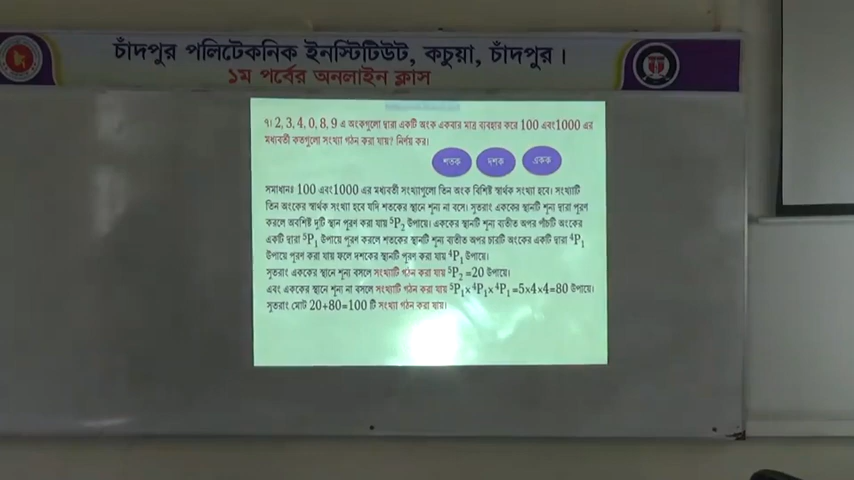 চাঁদপুর পলিটেকনিক ইনস্টিটিউট, কচুয়া, চাঁদপুর।
১ম পর্বের অনলাইন ক্লাস
৭। 2, 3, 4, 0, 8, 9 এ অংকগুলো দ্বারা একটি অংক একবার মাত্র ব্যবহার করে 100 এবং 1000 এর
মধ্যবর্তী কতগুলো সংখ্যা গঠন করা যায়? নির্ণয় কর।
শতক দশক একক
সমাধানঃ 100 এবং 1000 এর মধ্যবর্তী সংখ্যাগুলো তিন অংক বিশিষ্ট স্বার্থক সংখ্যা হবে। সংখ্যাটি
তিন অংকের স্বার্থক সংখ্যা হবে যদি শতকের স্থানে শূন্য না বসে। সুতরাং এককের স্থানটি শূন্য দ্বারা পূরণ
করলে অবশিষ্ট দুটি স্থান পূরণ করা যায় ⁵P₂ উপায়ে। এককের স্থানটি শূন্য ব্যতীত অপর পাঁচটি অংকের
একটি দ্বারা ⁵P₁ উপায়ে পূরণ করলে শতকের স্থানটি শূন্য ব্যতীত অপর চারটি অংকের একটি দ্বারা ⁴P₁
উপায়ে পূরণ করা যায় ফলে দশকের স্থানটি পূরণ করা যায় ⁴P₁ উপায়ে।
সুতরাং এককের স্থানে শূন্য বসলে সংখ্যাটি গঠন করা যায় ⁵P₂ =20 উপায়ে।
এবং এককের স্থানে শূন্য না বসলে সংখ্যাটি গঠন করা যায় ⁵P₁×⁴P₁×⁴P₁=5×4×4=80 উপায়ে।
সুতরাং মোট 20+80=100 টি সংখ্যা গঠন করা যায়।